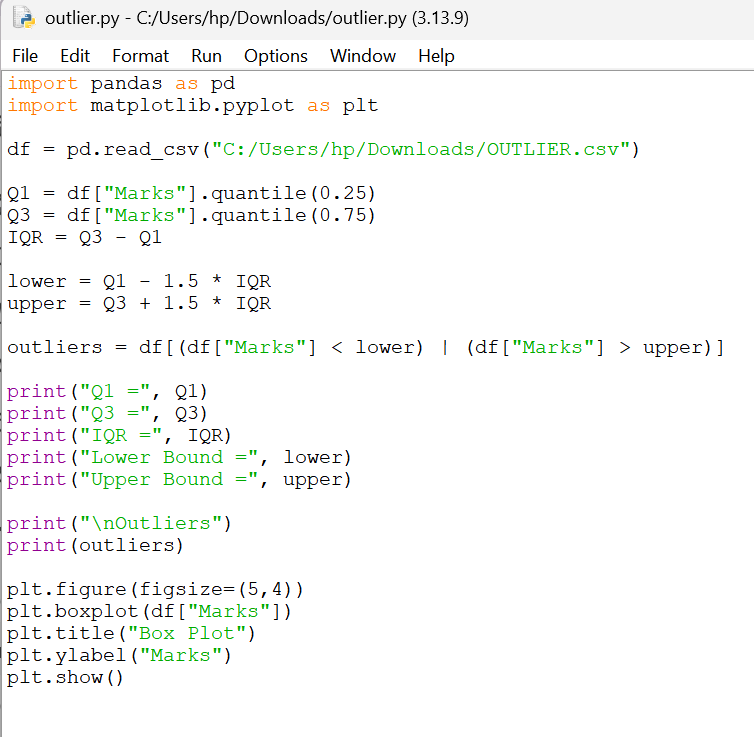 outlier.py - C:/Users/hp/Downloads/outlier.py (3.13.9)
File Edit Format Run Options Window Help
import pandas as pd
import matplotlib.pyplot as plt

df = pd.read_csv("C:/Users/hp/Downloads/OUTLIER.csv")

Q1 = df["Marks"].quantile(0.25)
Q3 = df["Marks"].quantile(0.75)
IQR = Q3 - Q1

lower = Q1 - 1.5 * IQR
upper = Q3 + 1.5 * IQR

outliers = df[(df["Marks"] < lower) | (df["Marks"] > upper)]

print("Q1 =", Q1)
print("Q3 =", Q3)
print("IQR =", IQR)
print("Lower Bound =", lower)
print("Upper Bound =", upper)

print("\nOutliers")
print(outliers)

plt.figure(figsize=(5,4))
plt.boxplot(df["Marks"])
plt.title("Box Plot")
plt.ylabel("Marks")
plt.show()